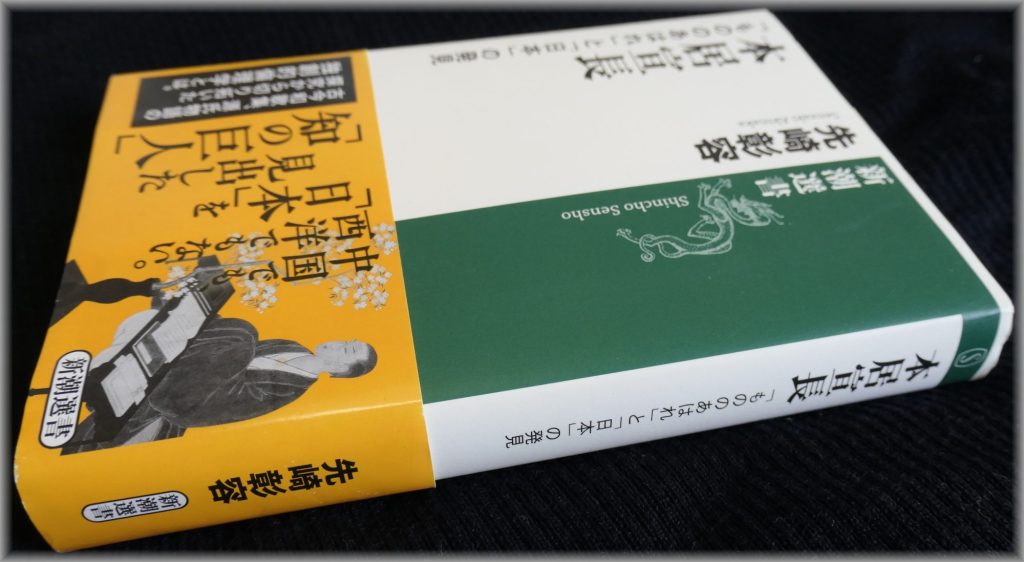 本居宣長
「もののあはれ」と「日本」の発見
先崎彰容
Senzaki Akinaka
新潮選書
Shincho Sensho
中国でも、
西洋でもない。
「日本」を
見出した
「知の巨人」
古今和歌集、源氏物語の
探究から切り拓いた
独創的倫理学とは。
新潮選書
本居宣長
「もののあはれ」と「日本」の発見
S
先崎彰容
新潮選書